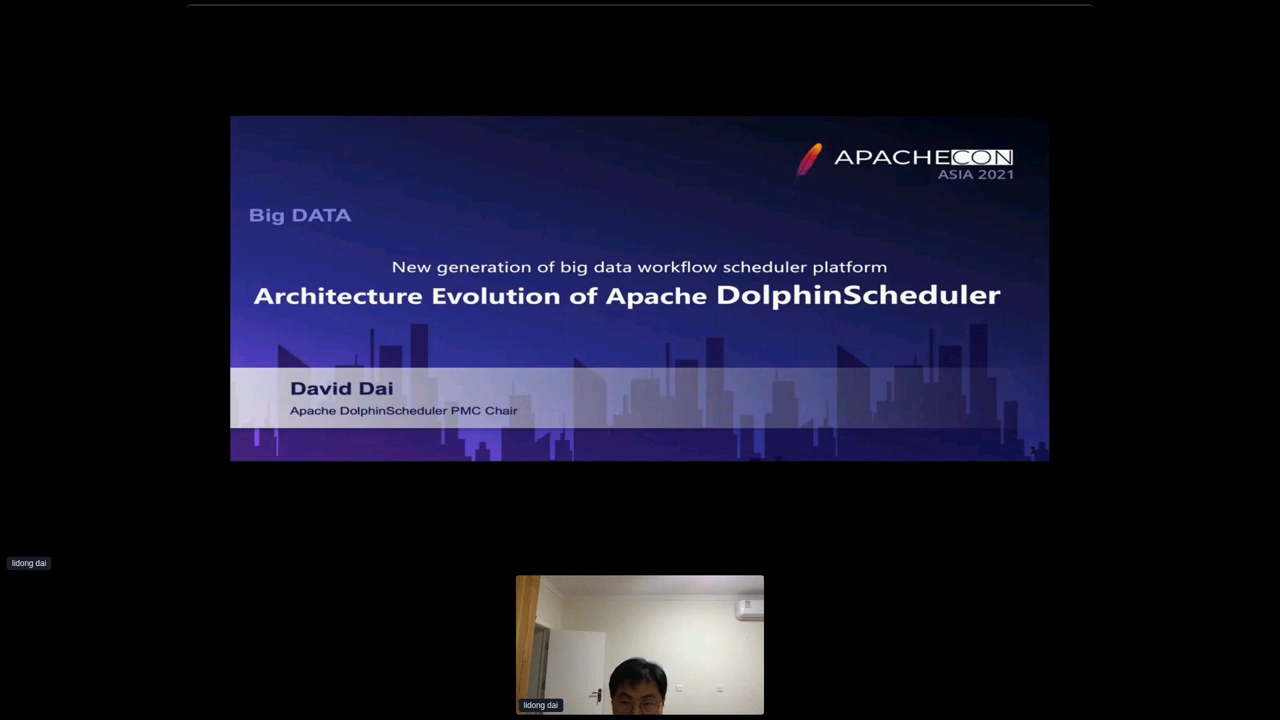 APACHECON
ASIA 2021
Big DATA
New generation of big data workflow scheduler platform
Architecture Evolution of Apache DolphinScheduler
David Dai
Apache DolphinScheduler PMC Chair
1
lidong dai
lidong dai